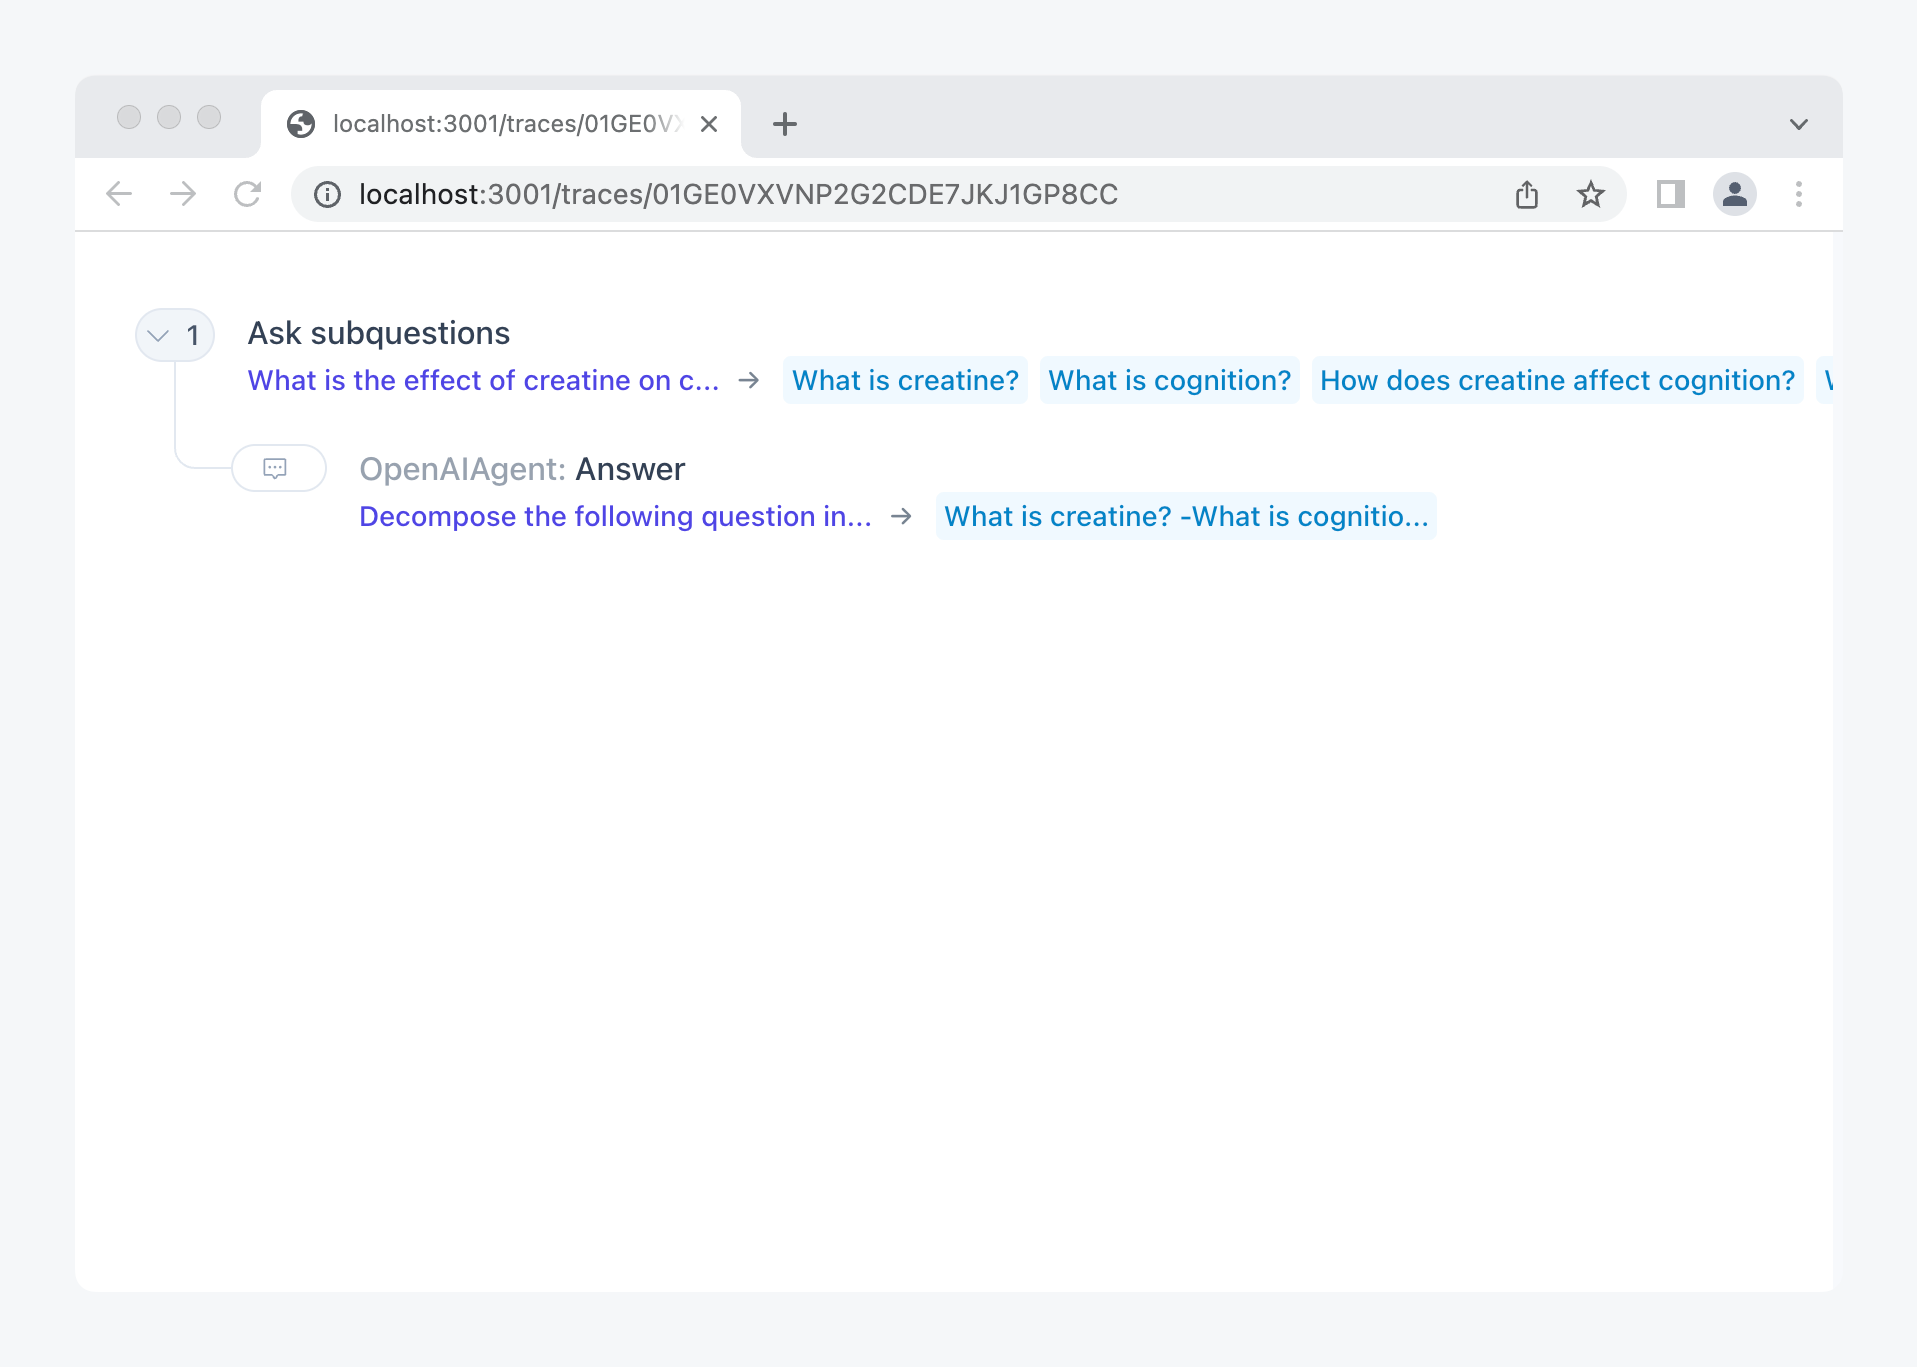 localhost:3001/traces/01GE0V
localhost:3001/traces/01GE0VXVNP2G2CDE7JKJ1GP8CC
1 Ask subquestions
What is the effect of creatine on c... → What is creatine? What is cognition? How does creatine affect cognition?
OpenAIAgent: Answer
Decompose the following question in... → What is creatine? -What is cognitio...